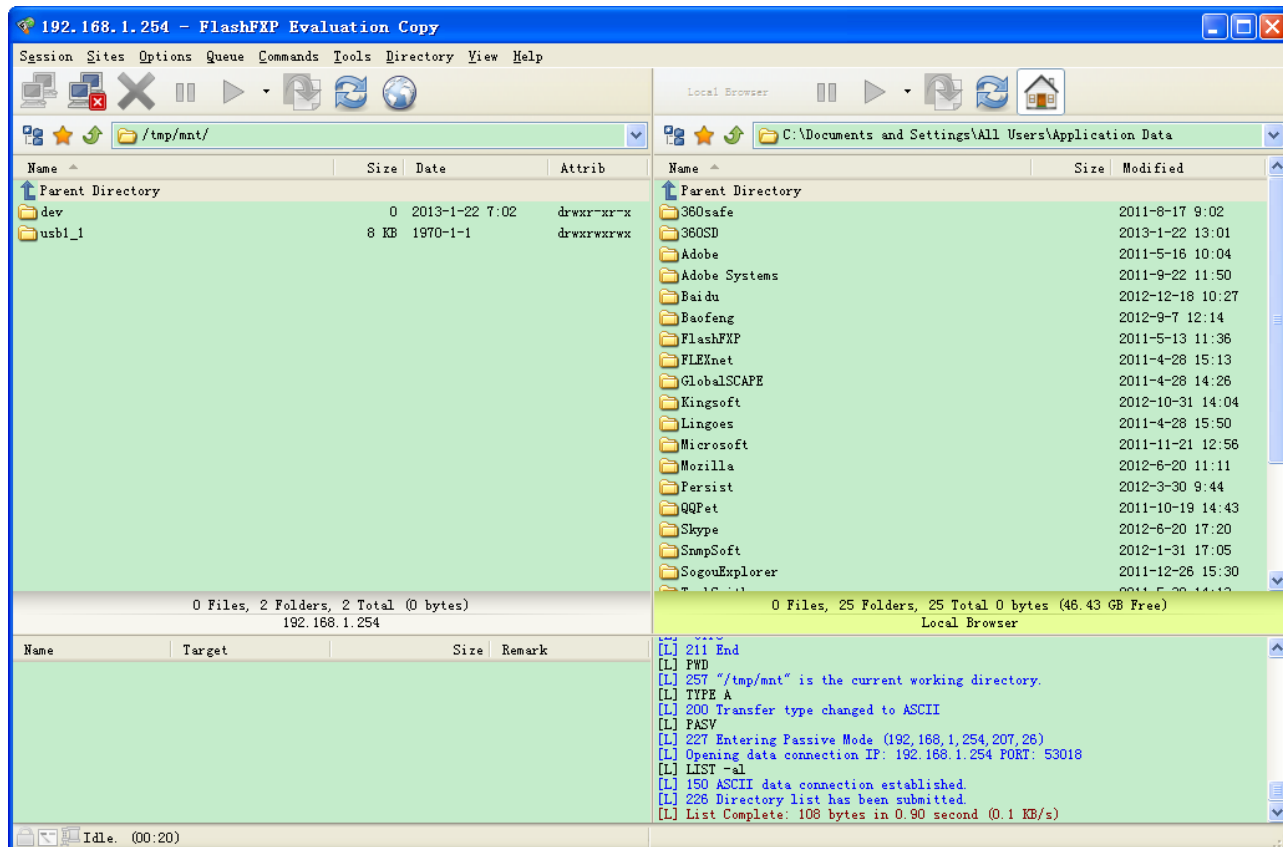 192.168.1.254 - FlashFXP Evaluation Copy
Session Sites Options Queue Commands Tools Directory View Help
Local Browser
/tmp/mnt/
C:\Documents and Settings\All Users\Application Data
Name Size Date Attrib
Parent Directory
dev 0 2013-1-22 7:02 drwxr-xr-x
usb1_1 8 KB 1970-1-1 drwxrwxrwx
0 Files, 2 Folders, 2 Total (0 bytes)
192.168.1.254
Name Size Modified
Parent Directory
360safe 2011-8-17 9:02
360SD 2013-1-22 13:01
Adobe 2011-5-16 10:04
Adobe Systems 2011-9-22 11:50
Baidu 2012-12-18 10:27
Baofeng 2012-9-7 12:14
FlashFXP 2011-5-13 11:36
FLEXnet 2011-4-28 15:13
GlobalSCAPE 2011-4-28 14:26
Kingsoft 2012-10-31 14:04
Lingoes 2011-4-28 15:50
Microsoft 2011-11-21 12:56
Mozilla 2012-6-20 11:11
Persist 2012-3-30 9:44
QQPet 2011-10-19 14:43
Skype 2012-6-20 17:20
SnmpSoft 2012-1-31 17:05
SogouExplorer 2011-12-26 15:30
0 Files, 25 Folders, 25 Total 0 bytes (46.43 GB Free)
Local Browser
Name Target Size Remark
[L] 211 End
[L] PWD
[L] 257 "/tmp/mnt" is the current working directory.
[L] TYPE A
[L] 200 Transfer type changed to ASCII
[L] PASV
[L] 227 Entering Passive Mode (192,168,1,254,207,26)
[L] Opening data connection IP: 192.168.1.254 PORT: 53018
[L] LIST -al
[L] 150 ASCII data connection established.
[L] 226 Directory list has been submitted.
[L] List Complete: 108 bytes in 0.90 second (0.1 KB/s)
Idle. (00:20)